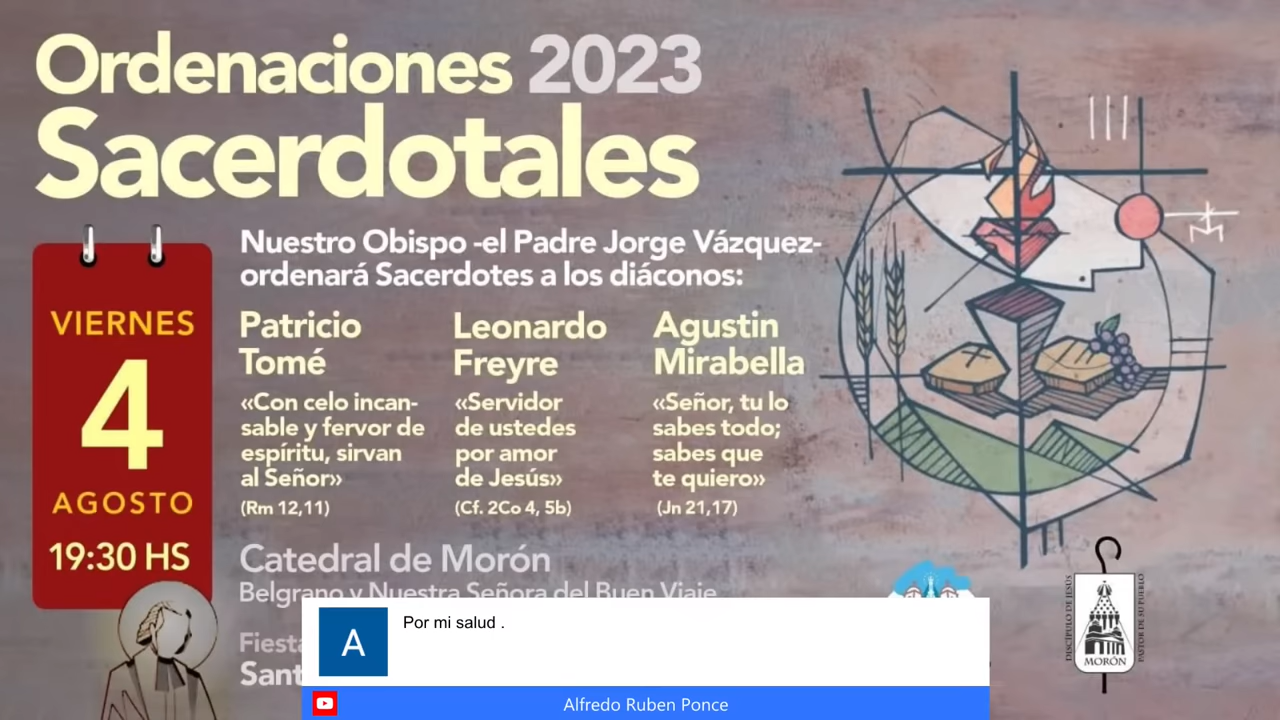 Ordenaciones 2023
Sacerdotales
Nuestro Obispo -el Padre Jorge Vázquez-
ordenará Sacerdotes a los diáconos:
VIERNES
4
AGOSTO
19:30 HS
Patricio
Tomé
«Con celo incan-
sable y fervor de
espíritu, sirvan
al Señor»
(Rm 12,11)
Leonardo
Freyre
«Servidor
de ustedes
por amor
de Jesús»
(Cf. 2Co 4, 5b)
Agustin
Mirabella
«Señor, tu lo
sabes todo;
sabes que
te quiero»
(Jn 21,17)
Catedral de Morón
Belgrano y Nuestra Señora del Buen Viaje
Fiesta
Sant
DISCÍPULO DE JESÚS
PASTOR DE SU PUEBLO
MORÓN
A
Por mi salud .
Alfredo Ruben Ponce